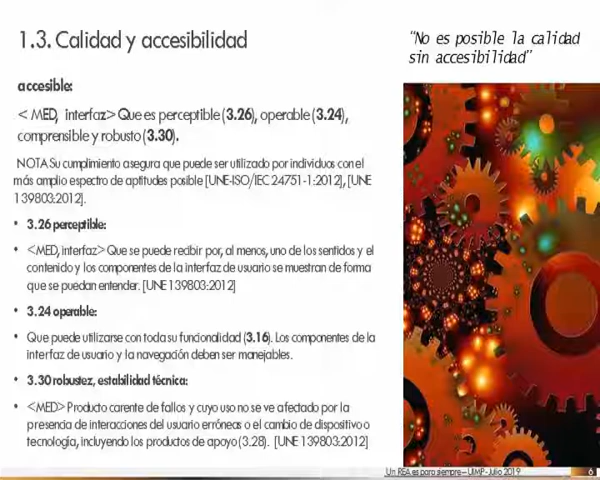 1.3. Calidad y accesibilidad
"No es posible la calidad
sin accesibilidad"
accesible:
< MED, interfaz> Que es perceptible (3.26), operable (3.24),
comprensible y robusto (3.30).
NOTA Su cumplimiento asegura que puede ser utilizado por individuos con el
más amplio espectro de aptitudes posible [UNE-ISO/IEC 24751-1:2012], [UNE
139803:2012].
• 3.26 perceptible:
• <MED, interfaz> Que se puede recibir por, al menos, uno de los sentidos y el
contenido y los componentes de la interfaz de usuario se muestran de forma
que se puedan entender. [UNE 139803:2012]
• 3.24 operable:
• Que puede utilizarse con toda su funcionalidad (3.16). Los componentes de la
interfaz de usuario y la navegación deben ser manejables.
• 3.30 robustez, estabilidad técnica:
• <MED> Producto carente de fallos y cuyo uso no se ve afectado por la
presencia de interacciones del usuario erróneas o el cambio de dispositivo o
tecnología, incluyendo los productos de apoyo (3.28). [UNE 139803:2012]
Un REA es para siempre – UIMP - Julio 2019
6